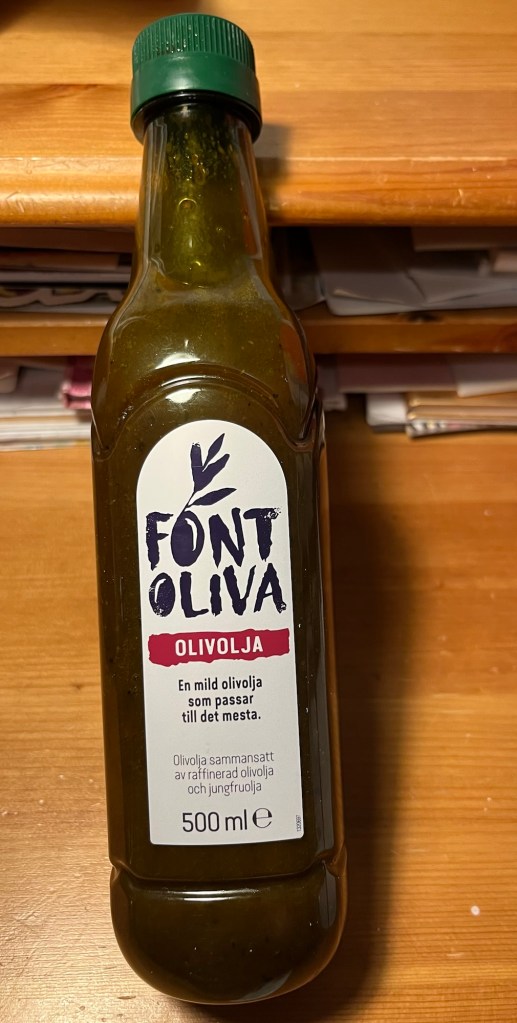 FONT
OLIVA
OLIVOLJA
En mild olivolja
som passar
till det mesta.
Olivolja sammansatt
av raffinerad olivolja
och jungfruolja
500 ml ℮